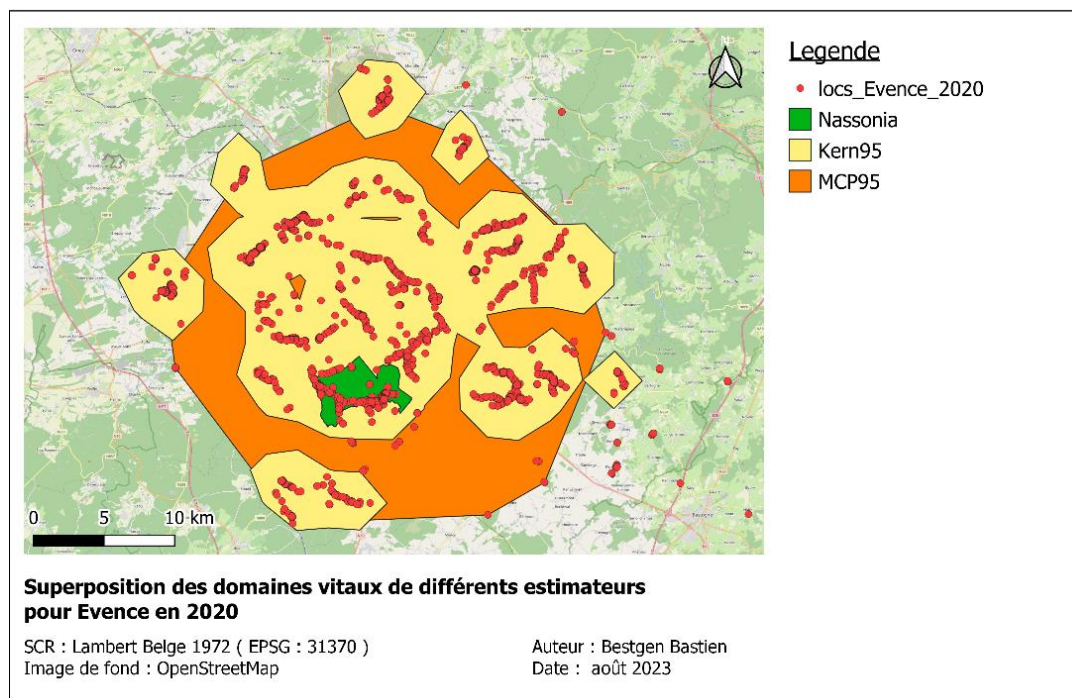 Legende
locs_Evence_2020
Nassonia
Kern95
MCP95
0 5 10 km
Superposition des domaines vitaux de différents estimateurs
pour Evence en 2020
SCR : Lambert Belge 1972 ( EPSG : 31370 )
Image de fond : OpenStreetMap
Auteur : Bestgen Bastien
Date : août 2023